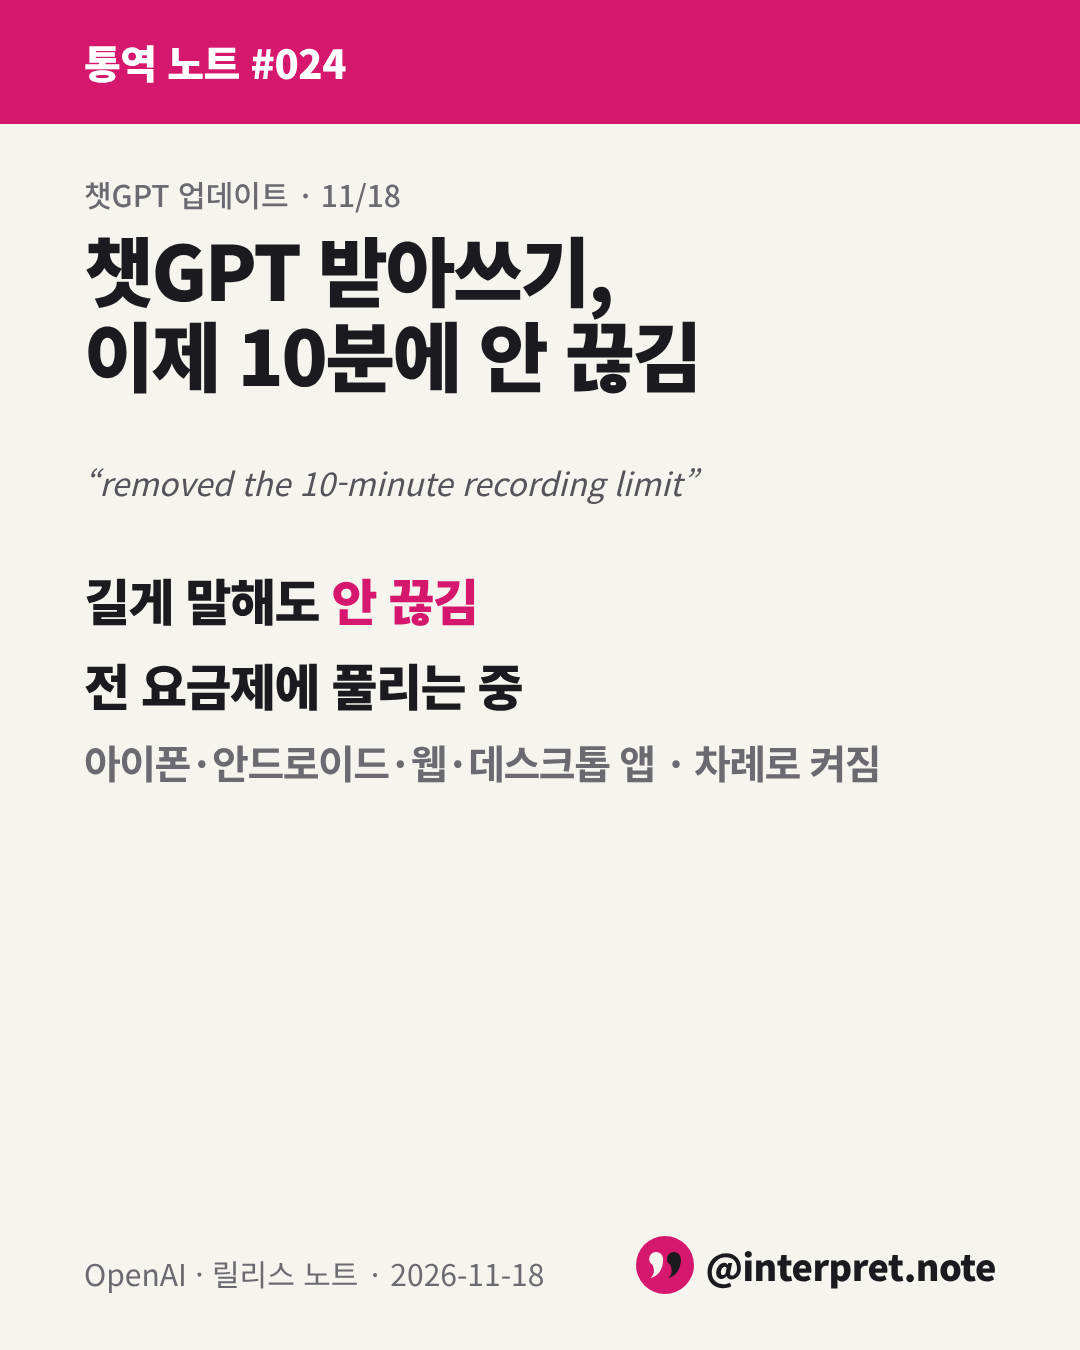 통역 노트 #024
챗GPT 업데이트 · 11/18
챗GPT 받아쓰기,
이제 10분에 안 끊김
“removed the 10-minute recording limit”
길게 말해도 안 끊김
전 요금제에 풀리는 중
아이폰·안드로이드·웹·데스크톱 앱 · 차례로 켜짐
OpenAI · 릴리스 노트 · 2026-11-18
@interpret.note